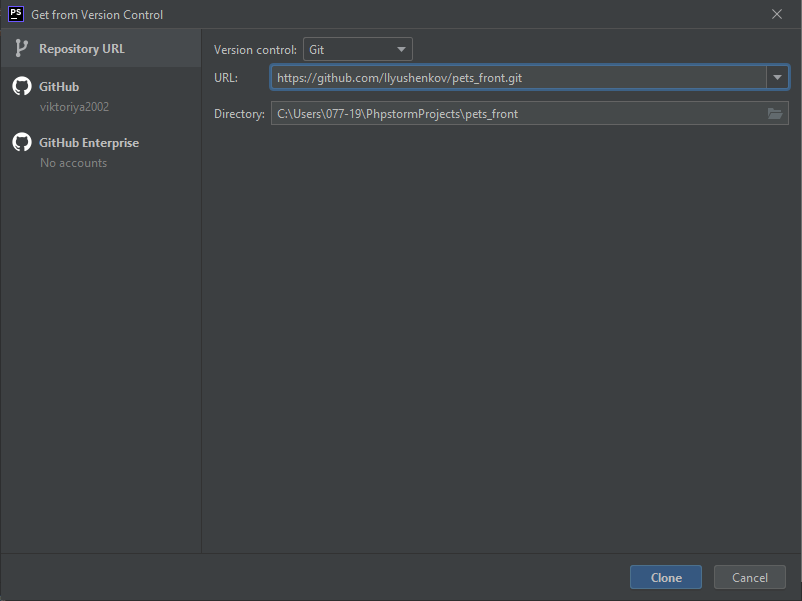 PS Get from Version Control
Repository URL
GitHub
viktoriya2002
GitHub Enterprise
No accounts
Version control: Git
URL: https://github.com/Ilyushenkov/pets_front.git
Directory: C:\Users\077-19\PhpstormProjects\pets_front
Clone Cancel